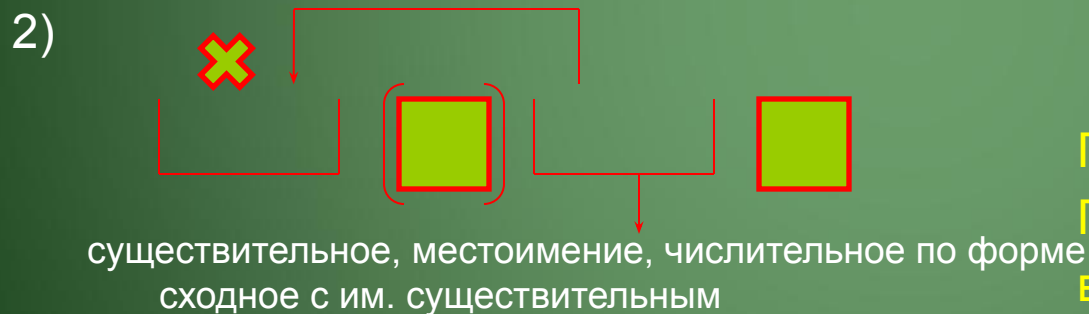 2)
существительное, местоимение, числительное по форме
сходное с им. существительным